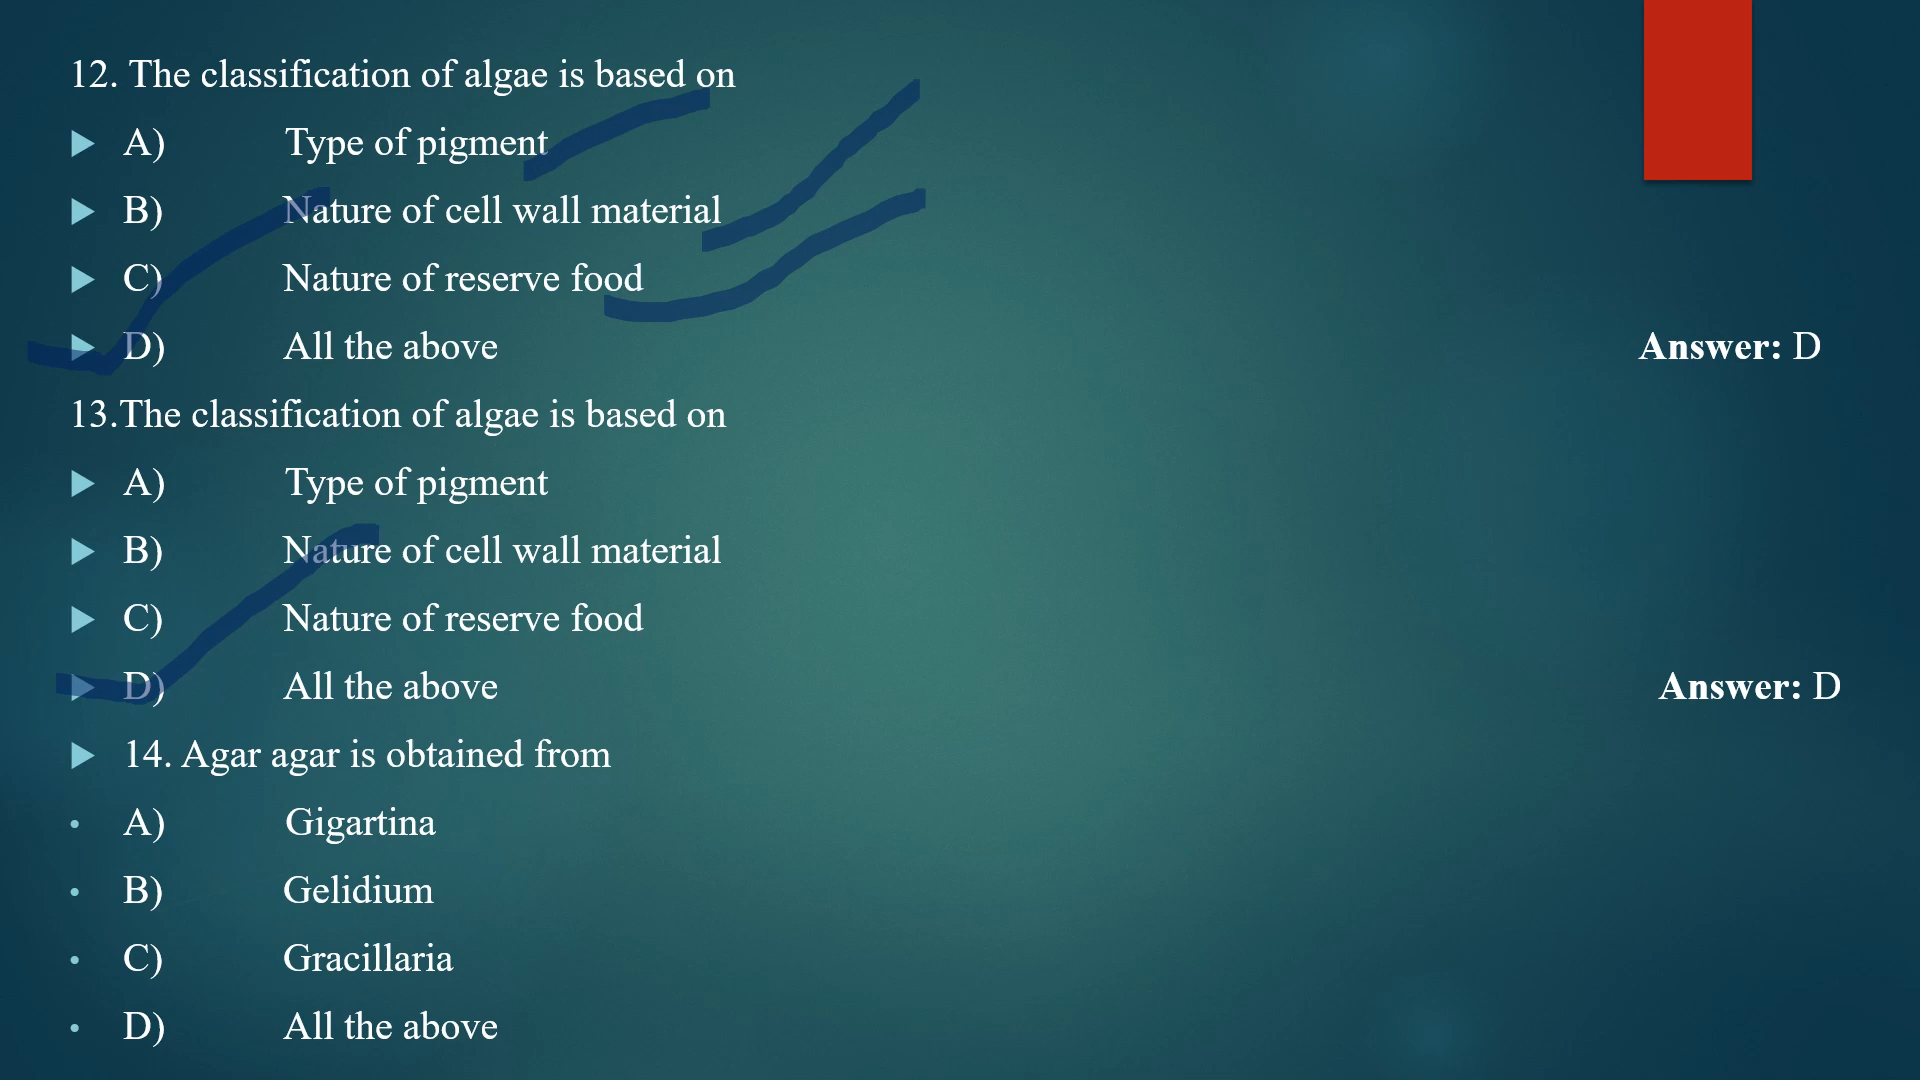 12. The classification of algae is based on
A) Type of pigment
B) Nature of cell wall material
C) Nature of reserve food
D) All the above Answer: D
13.The classification of algae is based on
A) Type of pigment
B) Nature of cell wall material
C) Nature of reserve food
D) All the above Answer: D
14. Agar agar is obtained from
A) Gigartina
B) Gelidium
C) Gracillaria
D) All the above